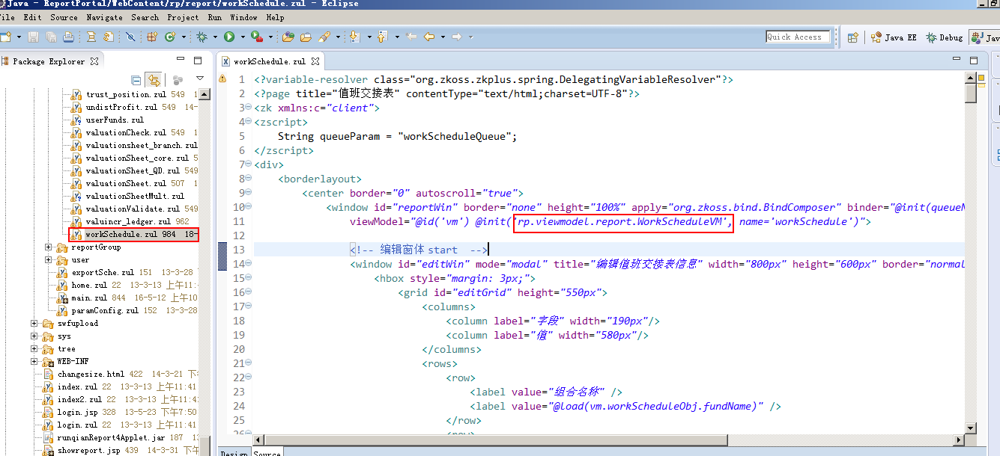 Java - ReportPortal/WebContent/rp/report/workSchedule.zul - Eclipse
File Edit Source Navigate Search Project Run Window Help
Quick Access
Java EE
Debug
Jav
Package Explorer
workSchedule.zul
trust_position.zul 549 1
undistProfit.zul 549 14-
userFunds.zul
valuationCheck.zul 549 1
valuationsheet_branch.zul
valuationSheet_core.zul 5
valuationSheet_QD.zul 549
valuationSheet.zul 507 1
valuationSheetMult.zul
valuationValidate.zul 549
valuincr_ledger.zul 962
workSchedule.zul 984 18-
reportGroup
user
exportSche.zul 151 13-3-28
home.zul 22 13-3-13 上午11:
main.zul 844 16-5-12 上午10
paramConfig.zul 152 13-3-28
swfupload
sys
tree
WEB-INF
changesize.html 422 14-3-21 下午
index.zul 22 13-3-13 上午11:41
index2.zul 22 13-3-13 上午11:4
login.jsp 328 13-5-23 下午7:50
login.zul 22 13-3-13 上午11:41
runqianReport4Applet.jar 187 13
showreport.jsp 439 14-3-31 下午
1 <?variable-resolver class="org.zkoss.zkplus.spring.DelegatingVariableResolver"?>
2 <?page title="值班交接表" contentType="text/html;charset=UTF-8"?>
3 <zk xmlns:c="client">
4 <zscript>
5 String queueParam = "workScheduleQueue";
6 </zscript>
7 <div>
8 <borderlayout>
9 <center border="0" autoscroll="true">
10 <window id="reportWin" border="none" height="100%" apply="org.zkoss.bind.BindComposer" binder="@init(queueN
11 viewModel="@id('vm') @init('rp.viewmodel.report.WorkScheduleVM', name='workSchedule')">
12
13 <!-- 编辑窗体 start -->
14 <window id="editWin" mode="modal" title="编辑值班交接表信息" width="800px" height="600px" border="normal
15 <hbox style="margin: 3px;">
16 <grid id="editGrid" height="550px">
17 <columns>
18 <column label="字段" width="190px"/>
19 <column label="值" width="580px"/>
20 </columns>
21 <rows>
22 <row>
23 <label value="组合名称" />
24 <label value="@load(vm.workScheduleObj.fundName)" />
25 </row>
26 <row>
Design Source